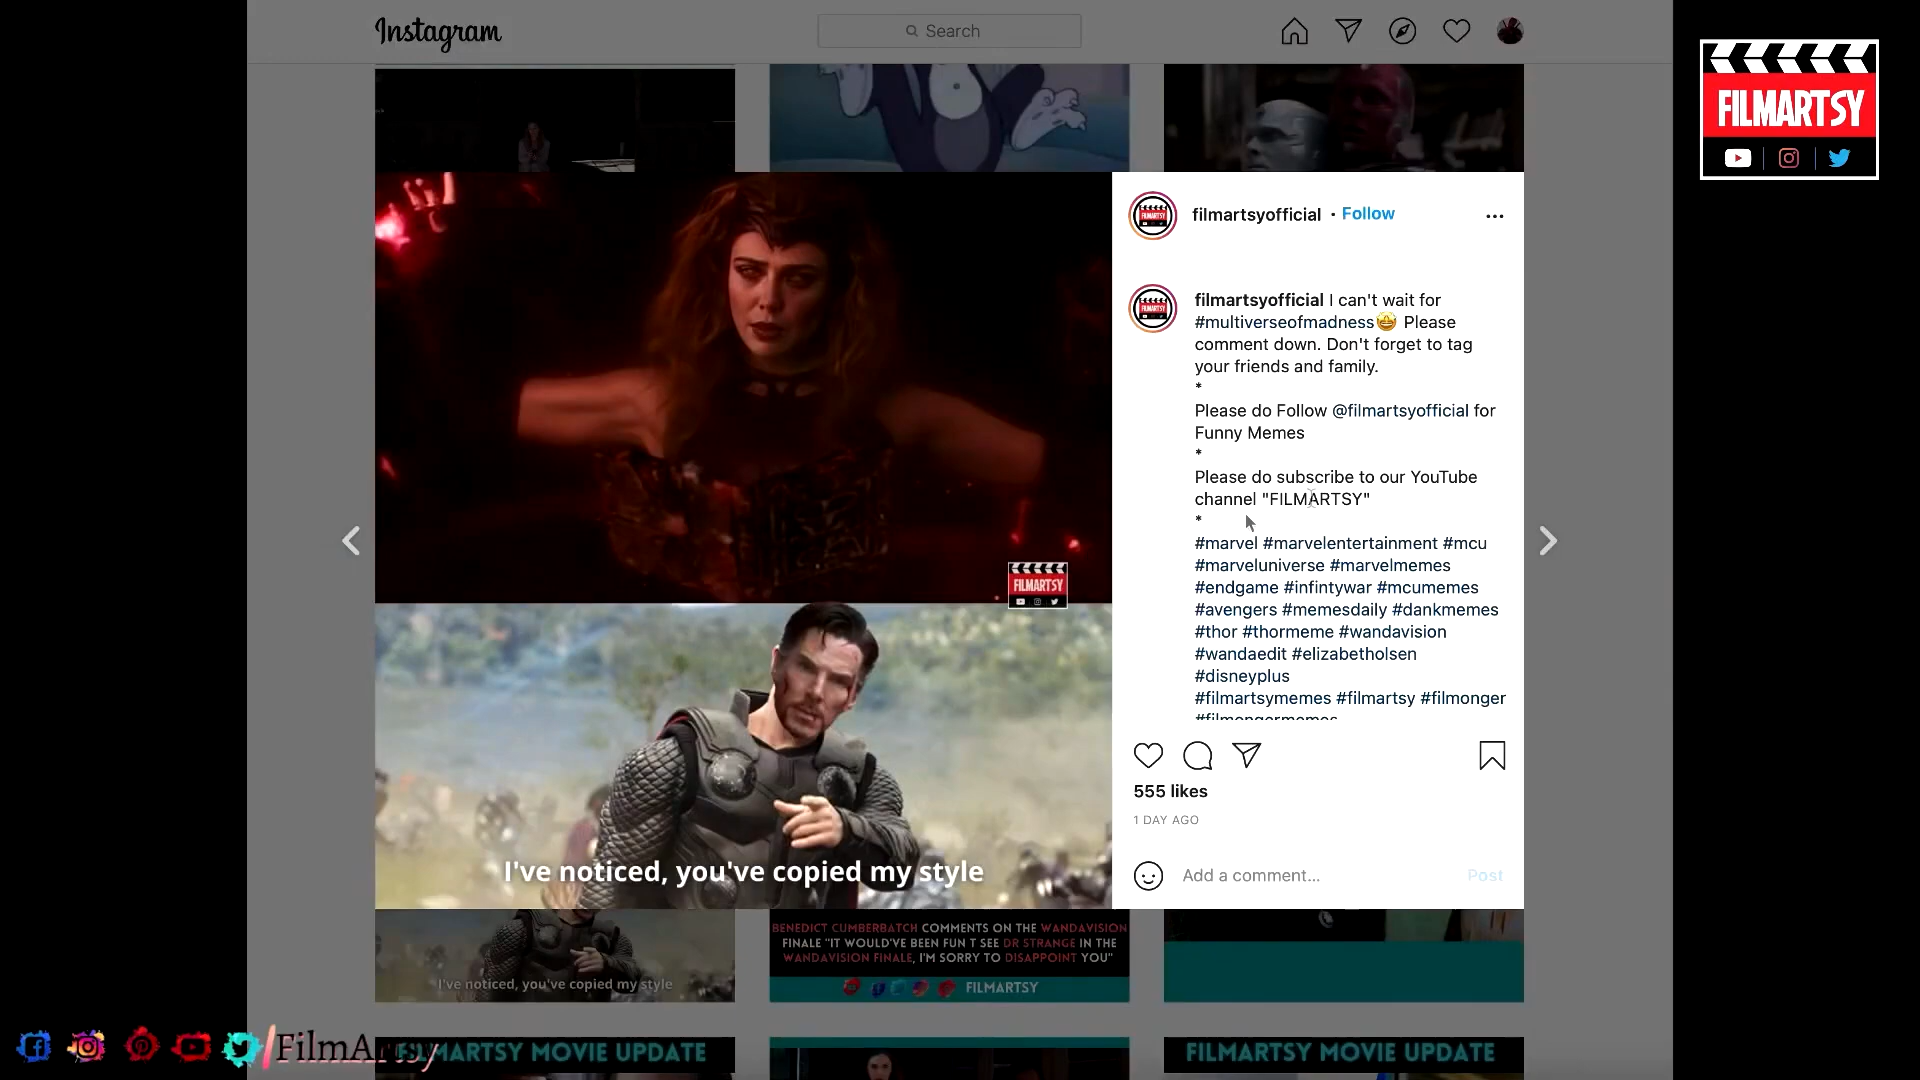 Instagram
Search
FILMARTSY
filmartsyofficial • Follow
filmartsyofficial I can't wait for
#multiverseofmadness🤩 Please
comment down. Don't forget to tag
your friends and family.
*
Please do Follow @filmartsyofficial for
Funny Memes
*
Please do subscribe to our YouTube
channel "FILMARTSY"
*
#marvel #marvelentertainment #mcu
#marveluniverse #marvelmemes
#endgame #infintywar #mcumemes
#avengers #memesdaily #dankmemes
#thor #thormeme #wandavision
#wandaedit #elizabetholsen
#disneyplus
#filmartsymemes #filmartsy #filmonger
#filmongermemes
FILMARTSY
I've noticed, you've copied my style
555 likes
1 DAY AGO
Add a comment...
Post
I've noticed, you've copied my style
BENEDICT CUMBERBATCH COMMENTS ON THE WANDAVISION
FINALE "IT WOULD'VE BEEN FUN T SEE DR STRANGE IN THE
WANDAVISION FINALE, I'M SORRY TO DISAPPOINT YOU"
FILMARTSY
/FilmArtsy
MARTSY MOVIE UPDATE
FILMARTSY MOVIE UPDATE